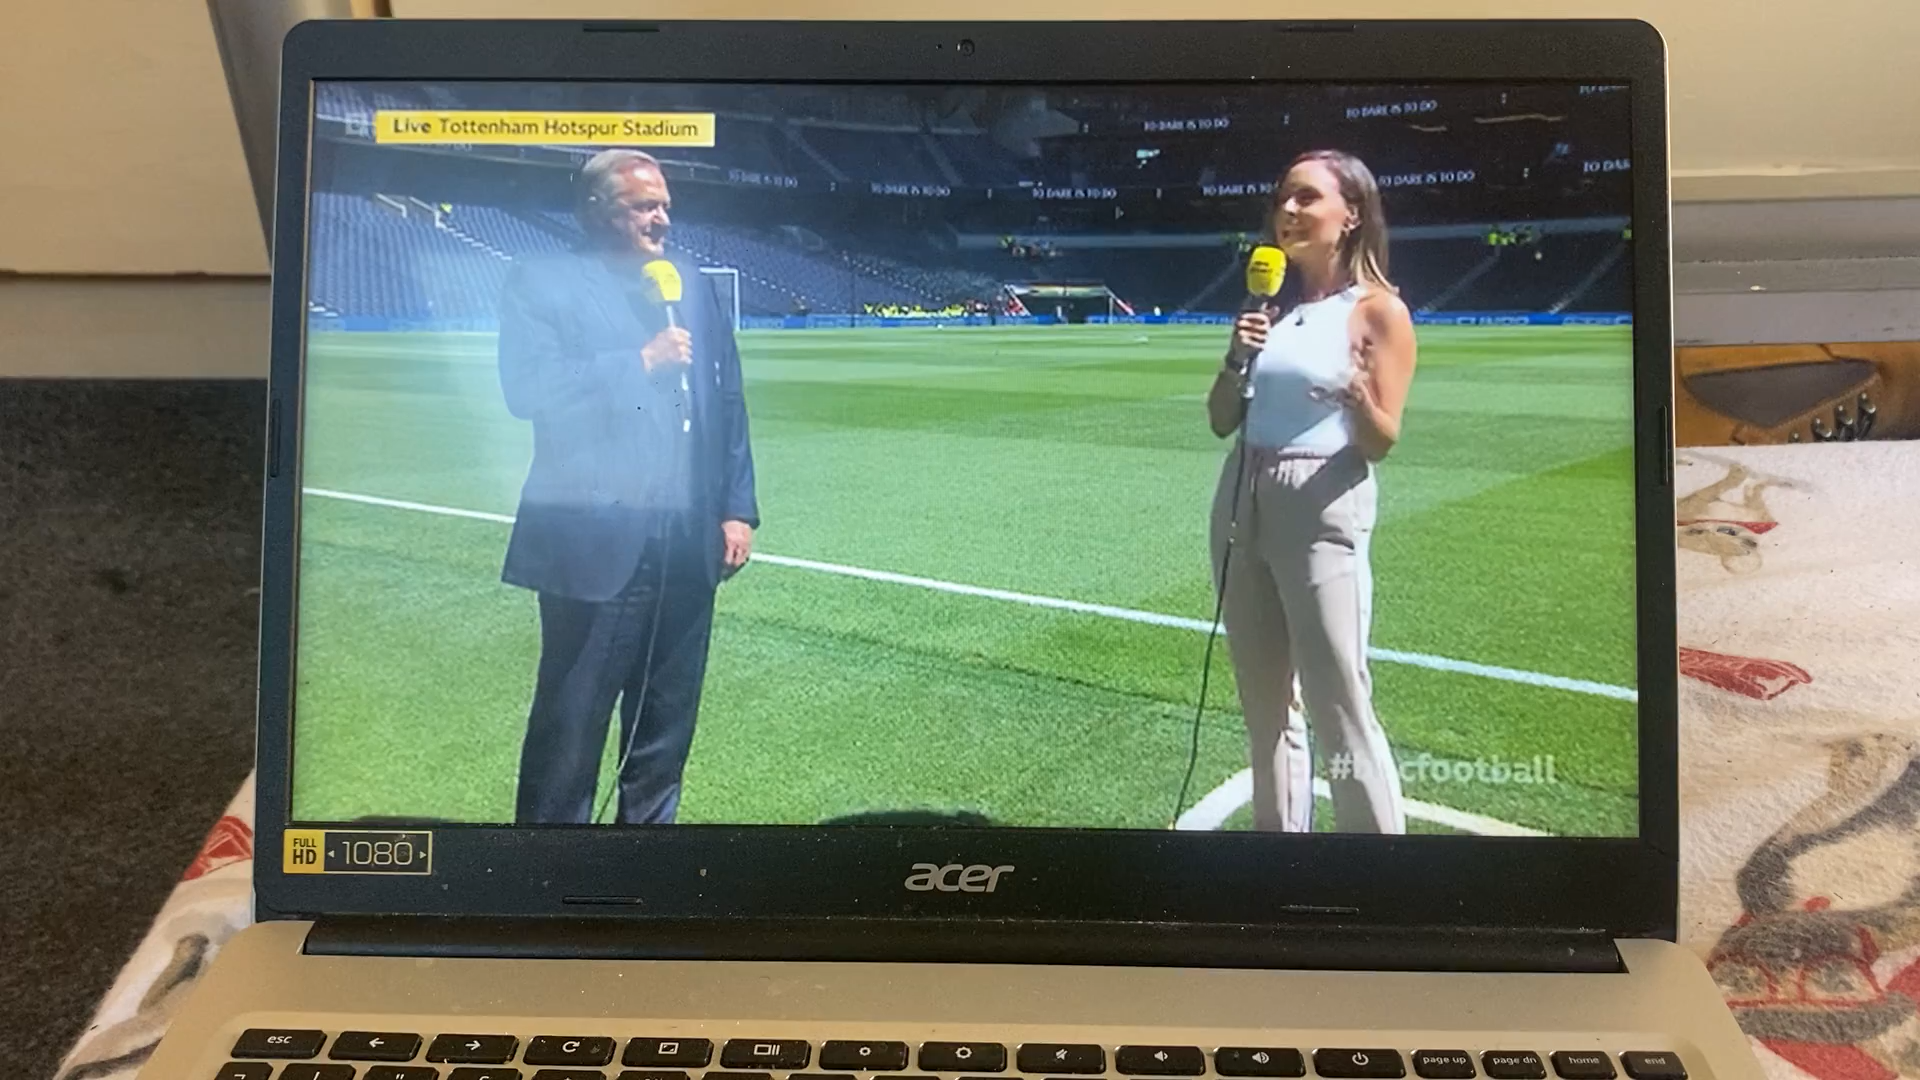 Live Tottenham Hotspur Stadium
TO DARE IS TO DO
TO DARE IS TO DO
TO DARE IS TO DO
TO DARE IS TO DO
TO DARE IS TO DO
#bbcfootball
FULL HD 1080
acer
esc
page up
page dn
home
end